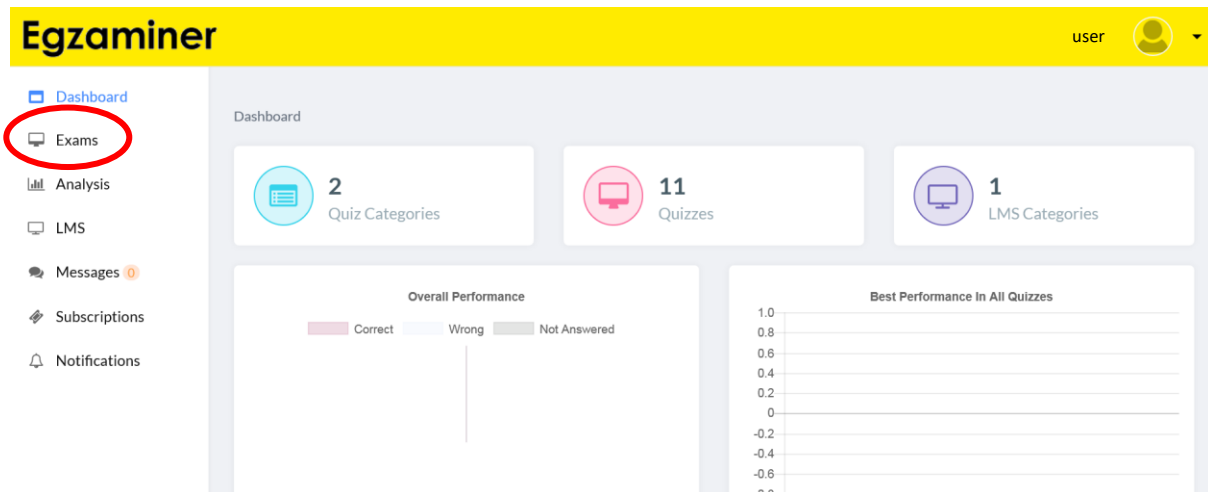 Egzaminer
user
Dashboard
Exams
Analysis
LMS
Messages 0
Subscriptions
Notifications
Dashboard
2
Quiz Categories
11
Quizzes
1
LMS Categories
Overall Performance
Correct Wrong Not Answered
Best Performance In All Quizzes
1.0
0.8
0.6
0.4
0.2
0
-0.2
-0.4
-0.6